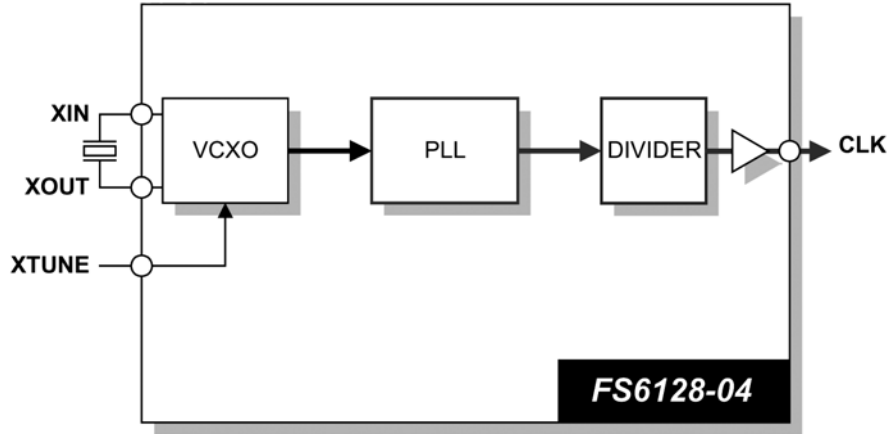 XIN
XOUT
XTUNE
VCXO
PLL
DIVIDER
CLK
FS6128-04